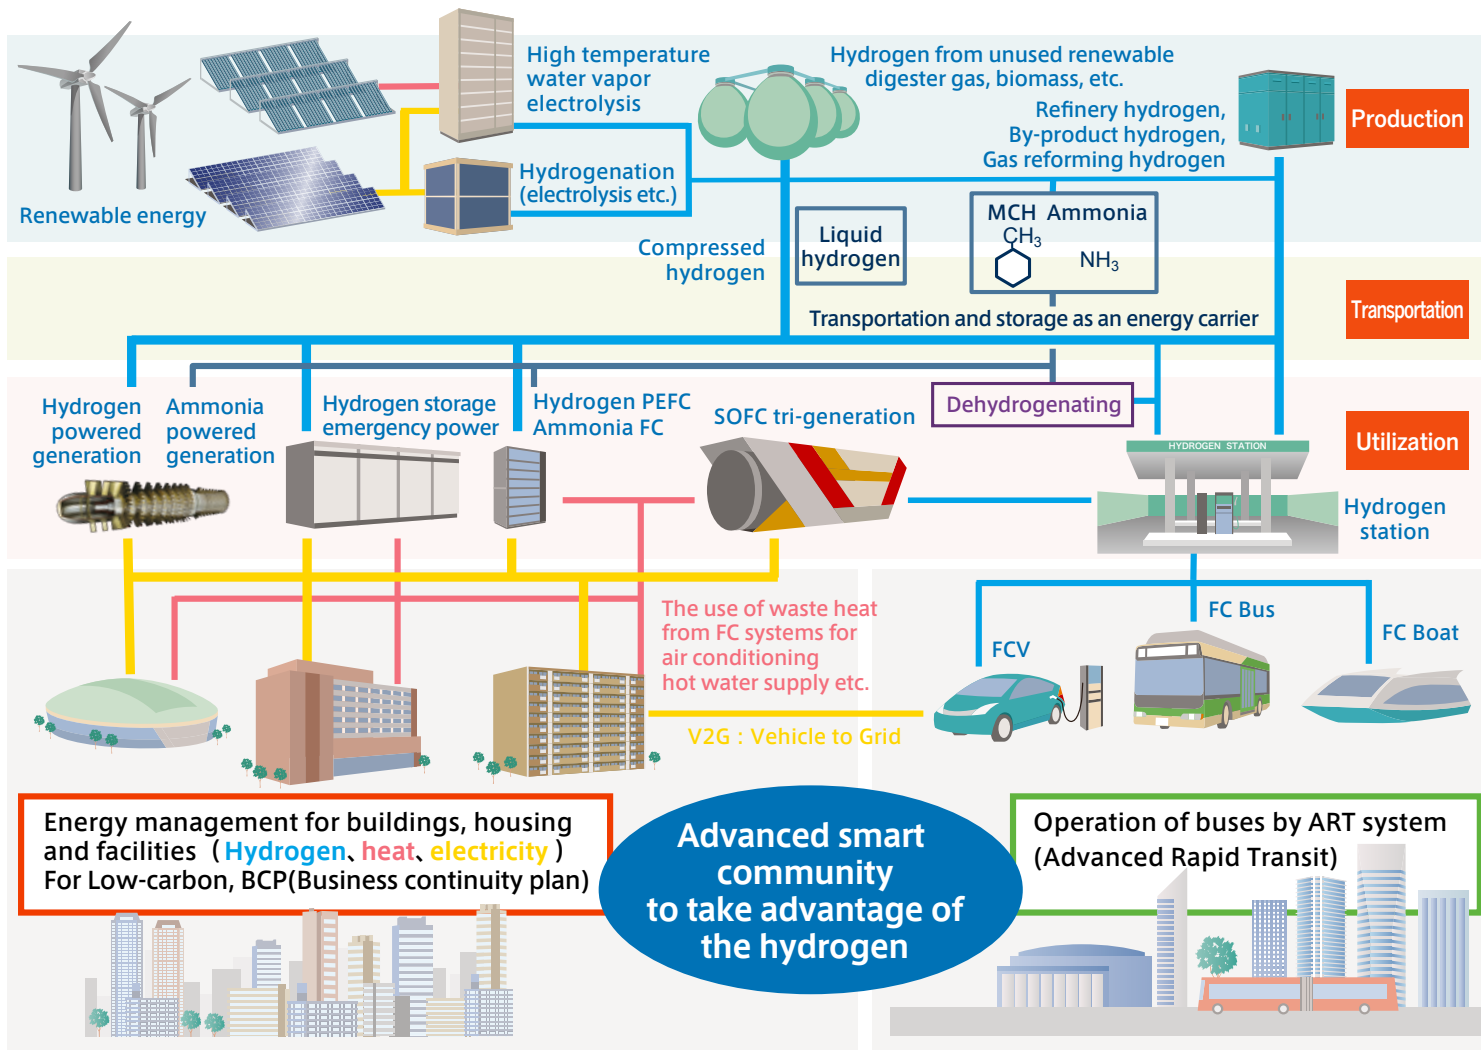 High temperature
water vapor
electrolysis
Hydrogen from unused renewable
digester gas, biomass, etc.
Refinery hydrogen,
By-product hydrogen,
Gas reforming hydrogen
Production
Renewable energy
Hydrogenation
(electrolysis etc.)
Compressed
hydrogen
Liquid
hydrogen
MCH Ammonia
CH3
NH3
Transportation and storage as an energy carrier
Transportation
Hydrogen
powered
generation
Ammonia
powered
generation
Hydrogen storage
emergency power
Hydrogen PEFC
Ammonia FC
SOFC tri-generation
Dehydrogenating
Utilization
HYDROGEN STATION
Hydrogen
station
The use of waste heat
from FC systems for
air conditioning
hot water supply etc.
V2G : Vehicle to Grid
FCV
FC Bus
FC Boat
Energy management for buildings, housing
and facilities (Hydrogen、heat、electricity)
For Low-carbon, BCP(Business continuity plan)
Advanced smart
community
to take advantage of
the hydrogen
Operation of buses by ART system
(Advanced Rapid Transit)